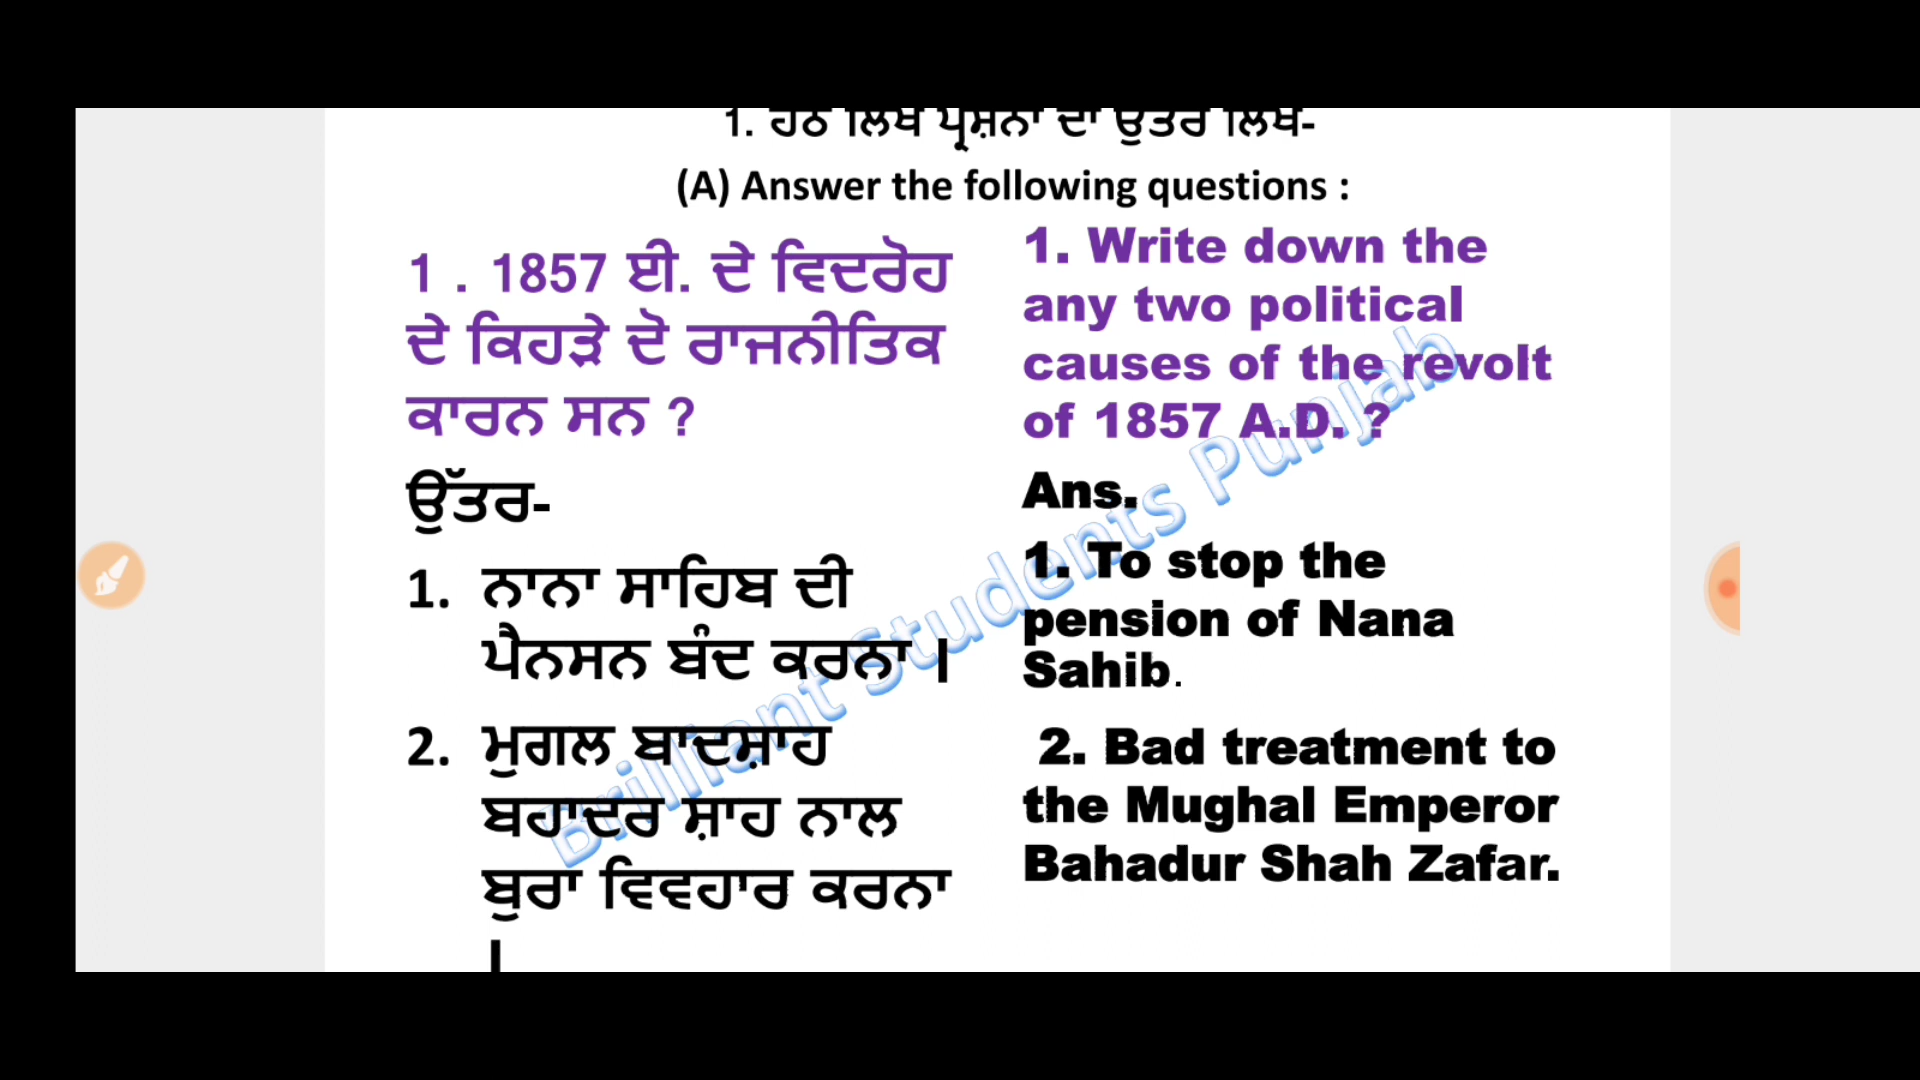 1. ਹੇਠ ਲਿਖੇ ਪ੍ਰਸ਼ਨਾਂ ਦਾ ਉਤਰ ਲਿਖੋ-
(A) Answer the following questions :
1 . 1857 ਈ. ਦੇ ਵਿਦਰੋਹ
ਦੇ ਕਿਹੜੇ ਦੋ ਰਾਜਨੀਤਿਕ
ਕਾਰਨ ਸਨ ?
ਉੱਤਰ-
1. ਨਾਨਾ ਸਾਹਿਬ ਦੀ
ਪੈਨਸਨ ਬੰਦ ਕਰਨਾ |
2. ਮੁਗਲ ਬਾਦਸ਼ਾਹ
ਬਹਾਦਰ ਸ਼ਾਹ ਨਾਲ
ਬੁਰਾ ਵਿਵਹਾਰ ਕਰਨਾ
|
1. Write down the
any two political
causes of the revolt
of 1857 A.D. ?
Ans.
1. To stop the
pension of Nana
Sahib.
2. Bad treatment to
the Mughal Emperor
Bahadur Shah Zafar.
Brilliant Students Punjab